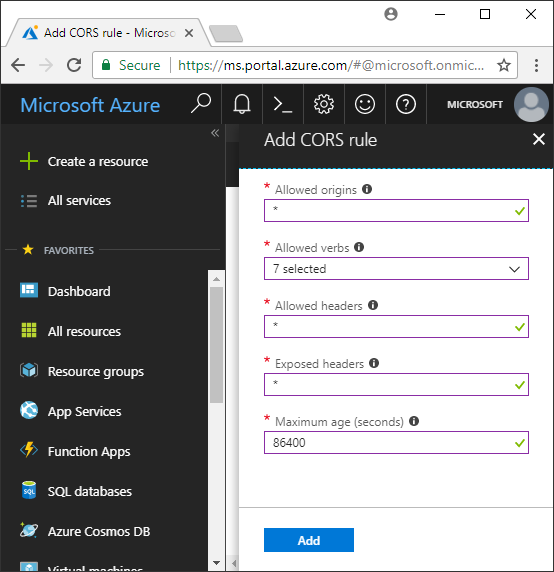 Add CORS rule - Microso
Secure
https://ms.portal.azure.com/#@microsoft.onmic...
Microsoft Azure
MICROSOFT
Create a resource
All services
FAVORITES
Dashboard
All resources
Resource groups
App Services
Function Apps
SQL databases
Azure Cosmos DB
Virtual machines
Add CORS rule
* Allowed origins
*
* Allowed verbs
7 selected
* Allowed headers
*
* Exposed headers
*
* Maximum age (seconds)
86400
Add